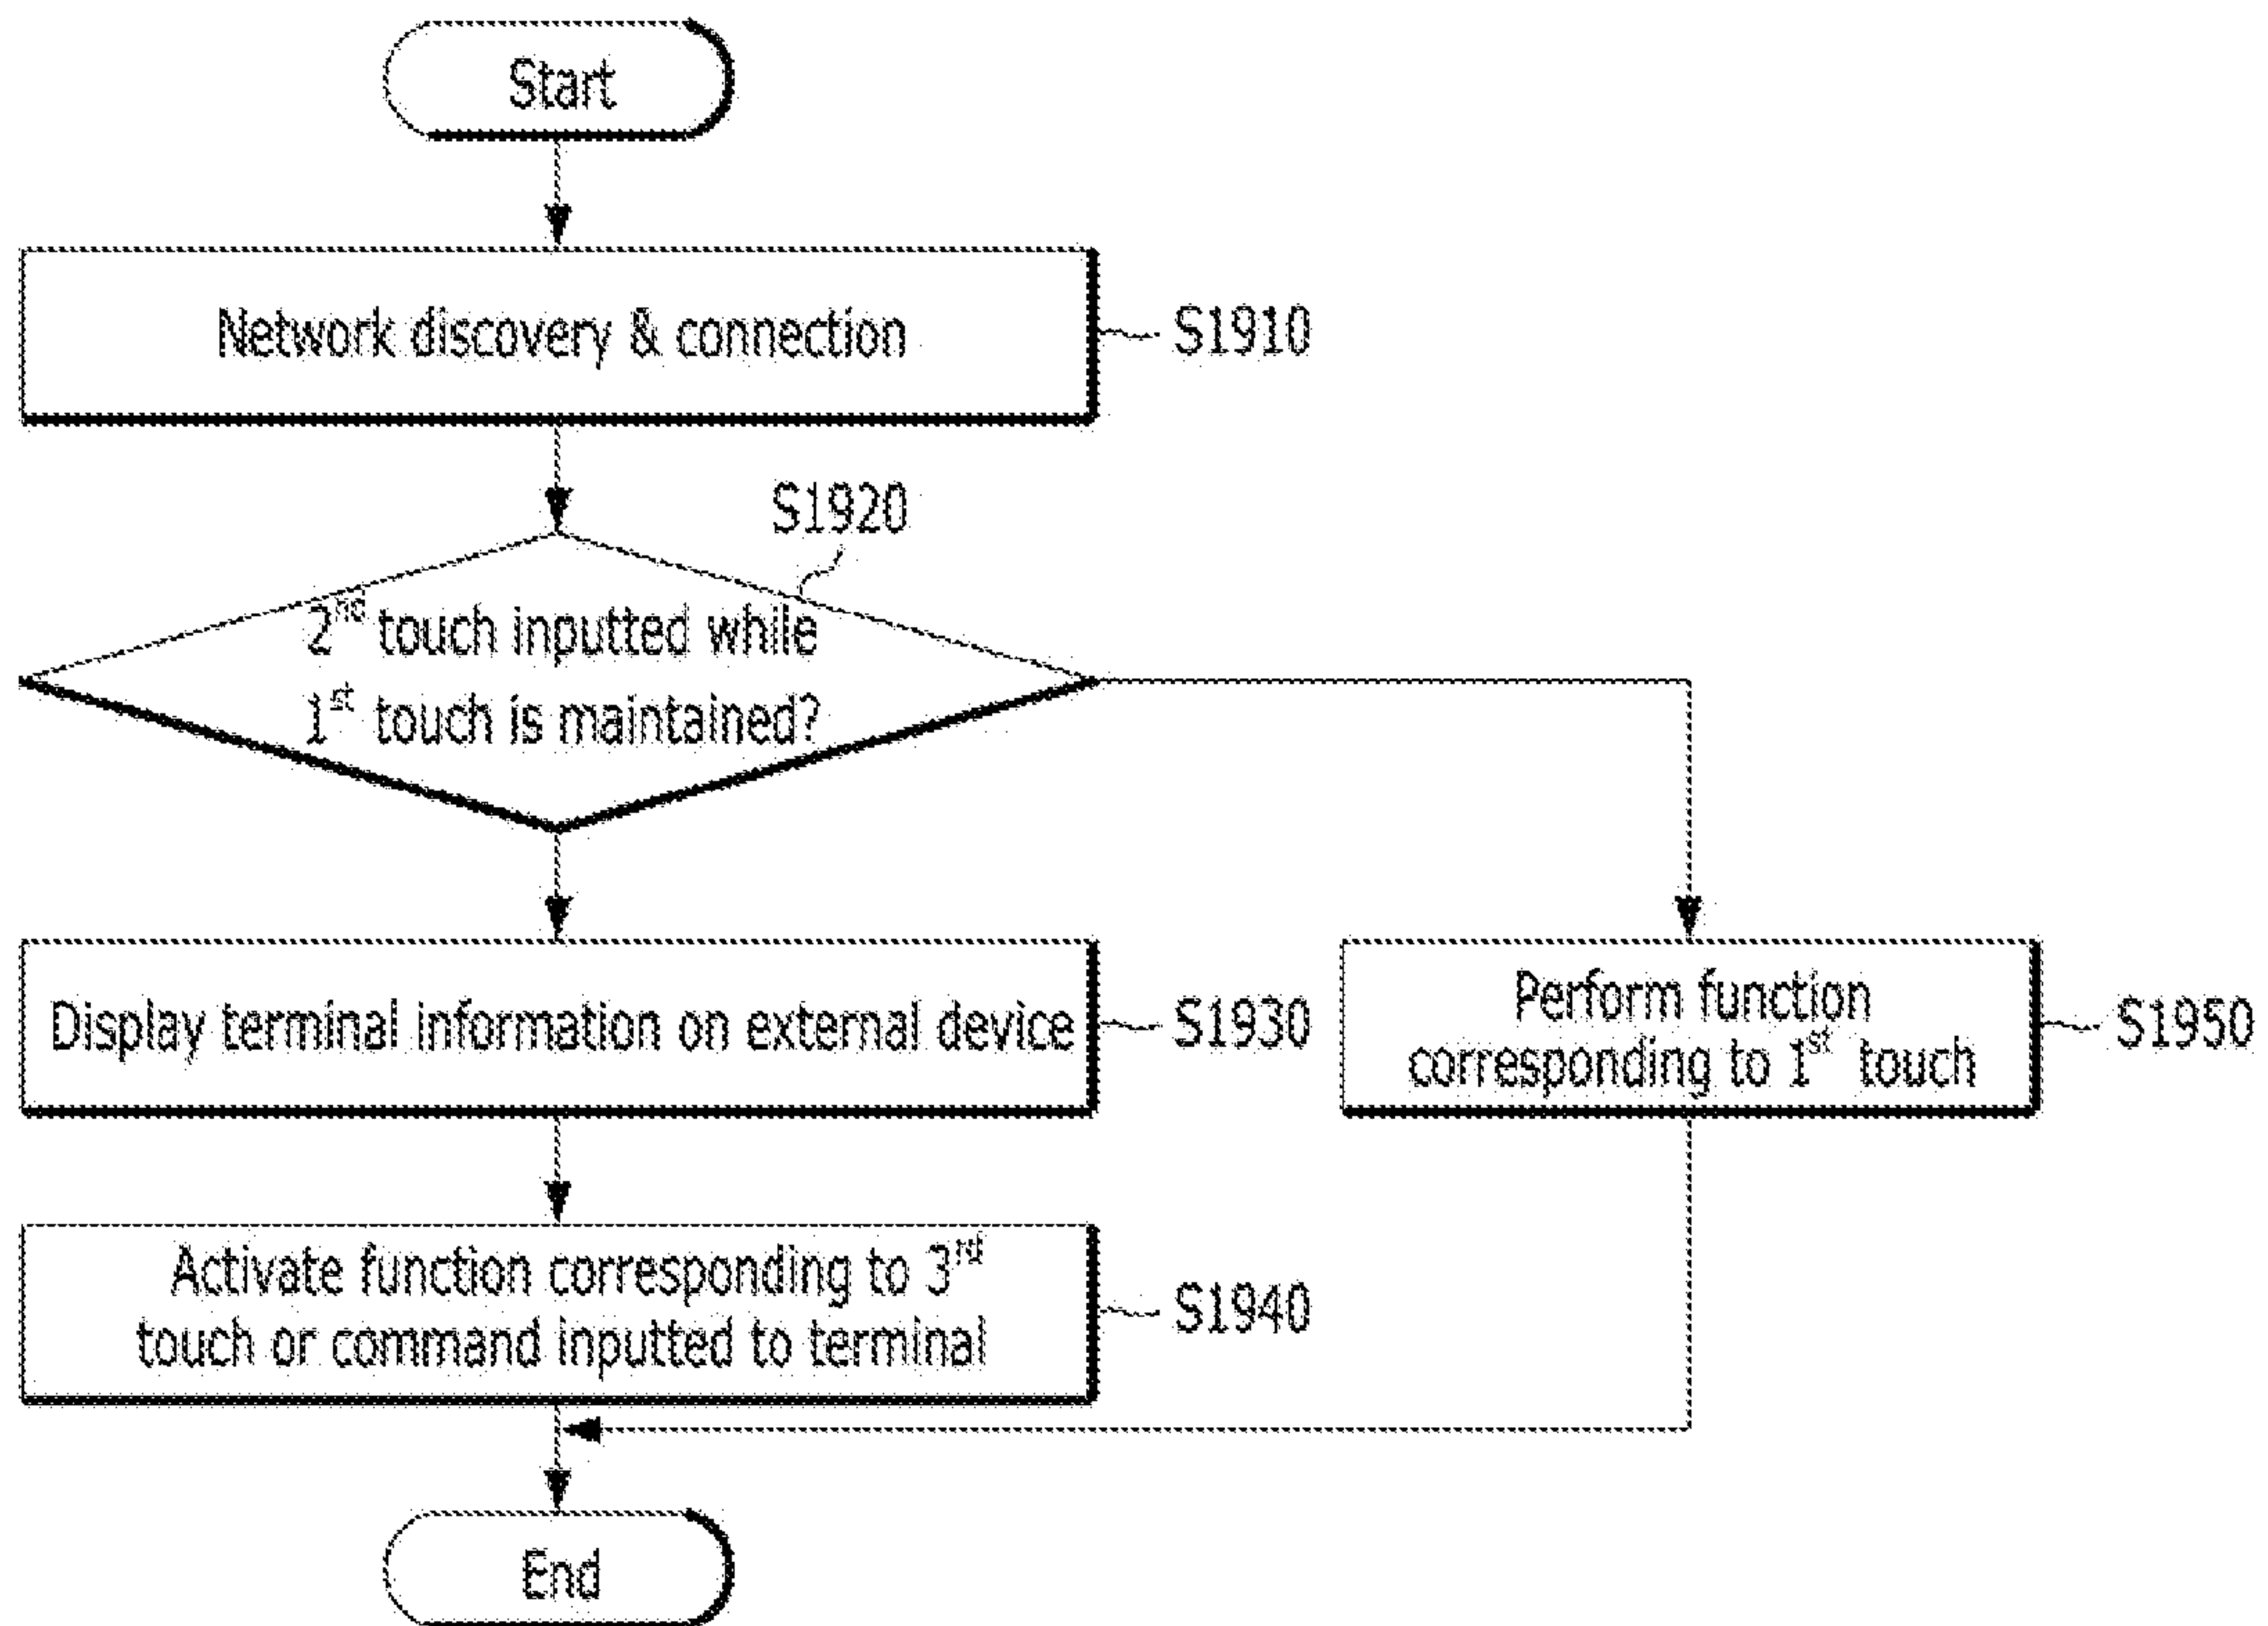 Start
Network discovery & connection
S1910
S1920
2nd touch inputted while
1st touch is maintained?
Display terminal information on external device
S1930
Perform function
corresponding to 1st touch
S1950
Activate function corresponding to 3rd
touch or command inputted to terminal
S1940
End